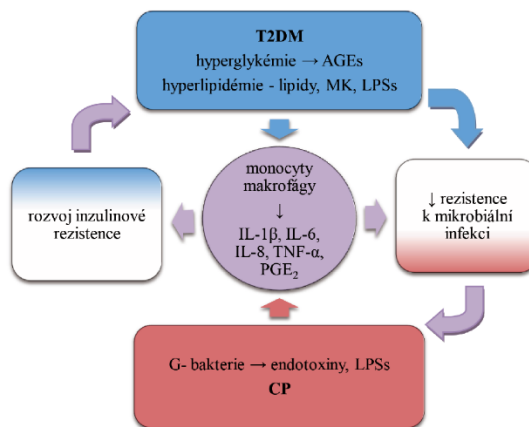 T2DM
hyperglykémie → AGEs
hyperlipidémie - lipidy, MK, LPSs
monocyty
makrofágy
↓
IL-1β, IL-6,
IL-8, TNF-α,
PGE₂
rozvoj inzulinové
rezistence
↓ rezistence
k mikrobiální
infekci
G- bakterie → endotoxiny, LPSs
CP